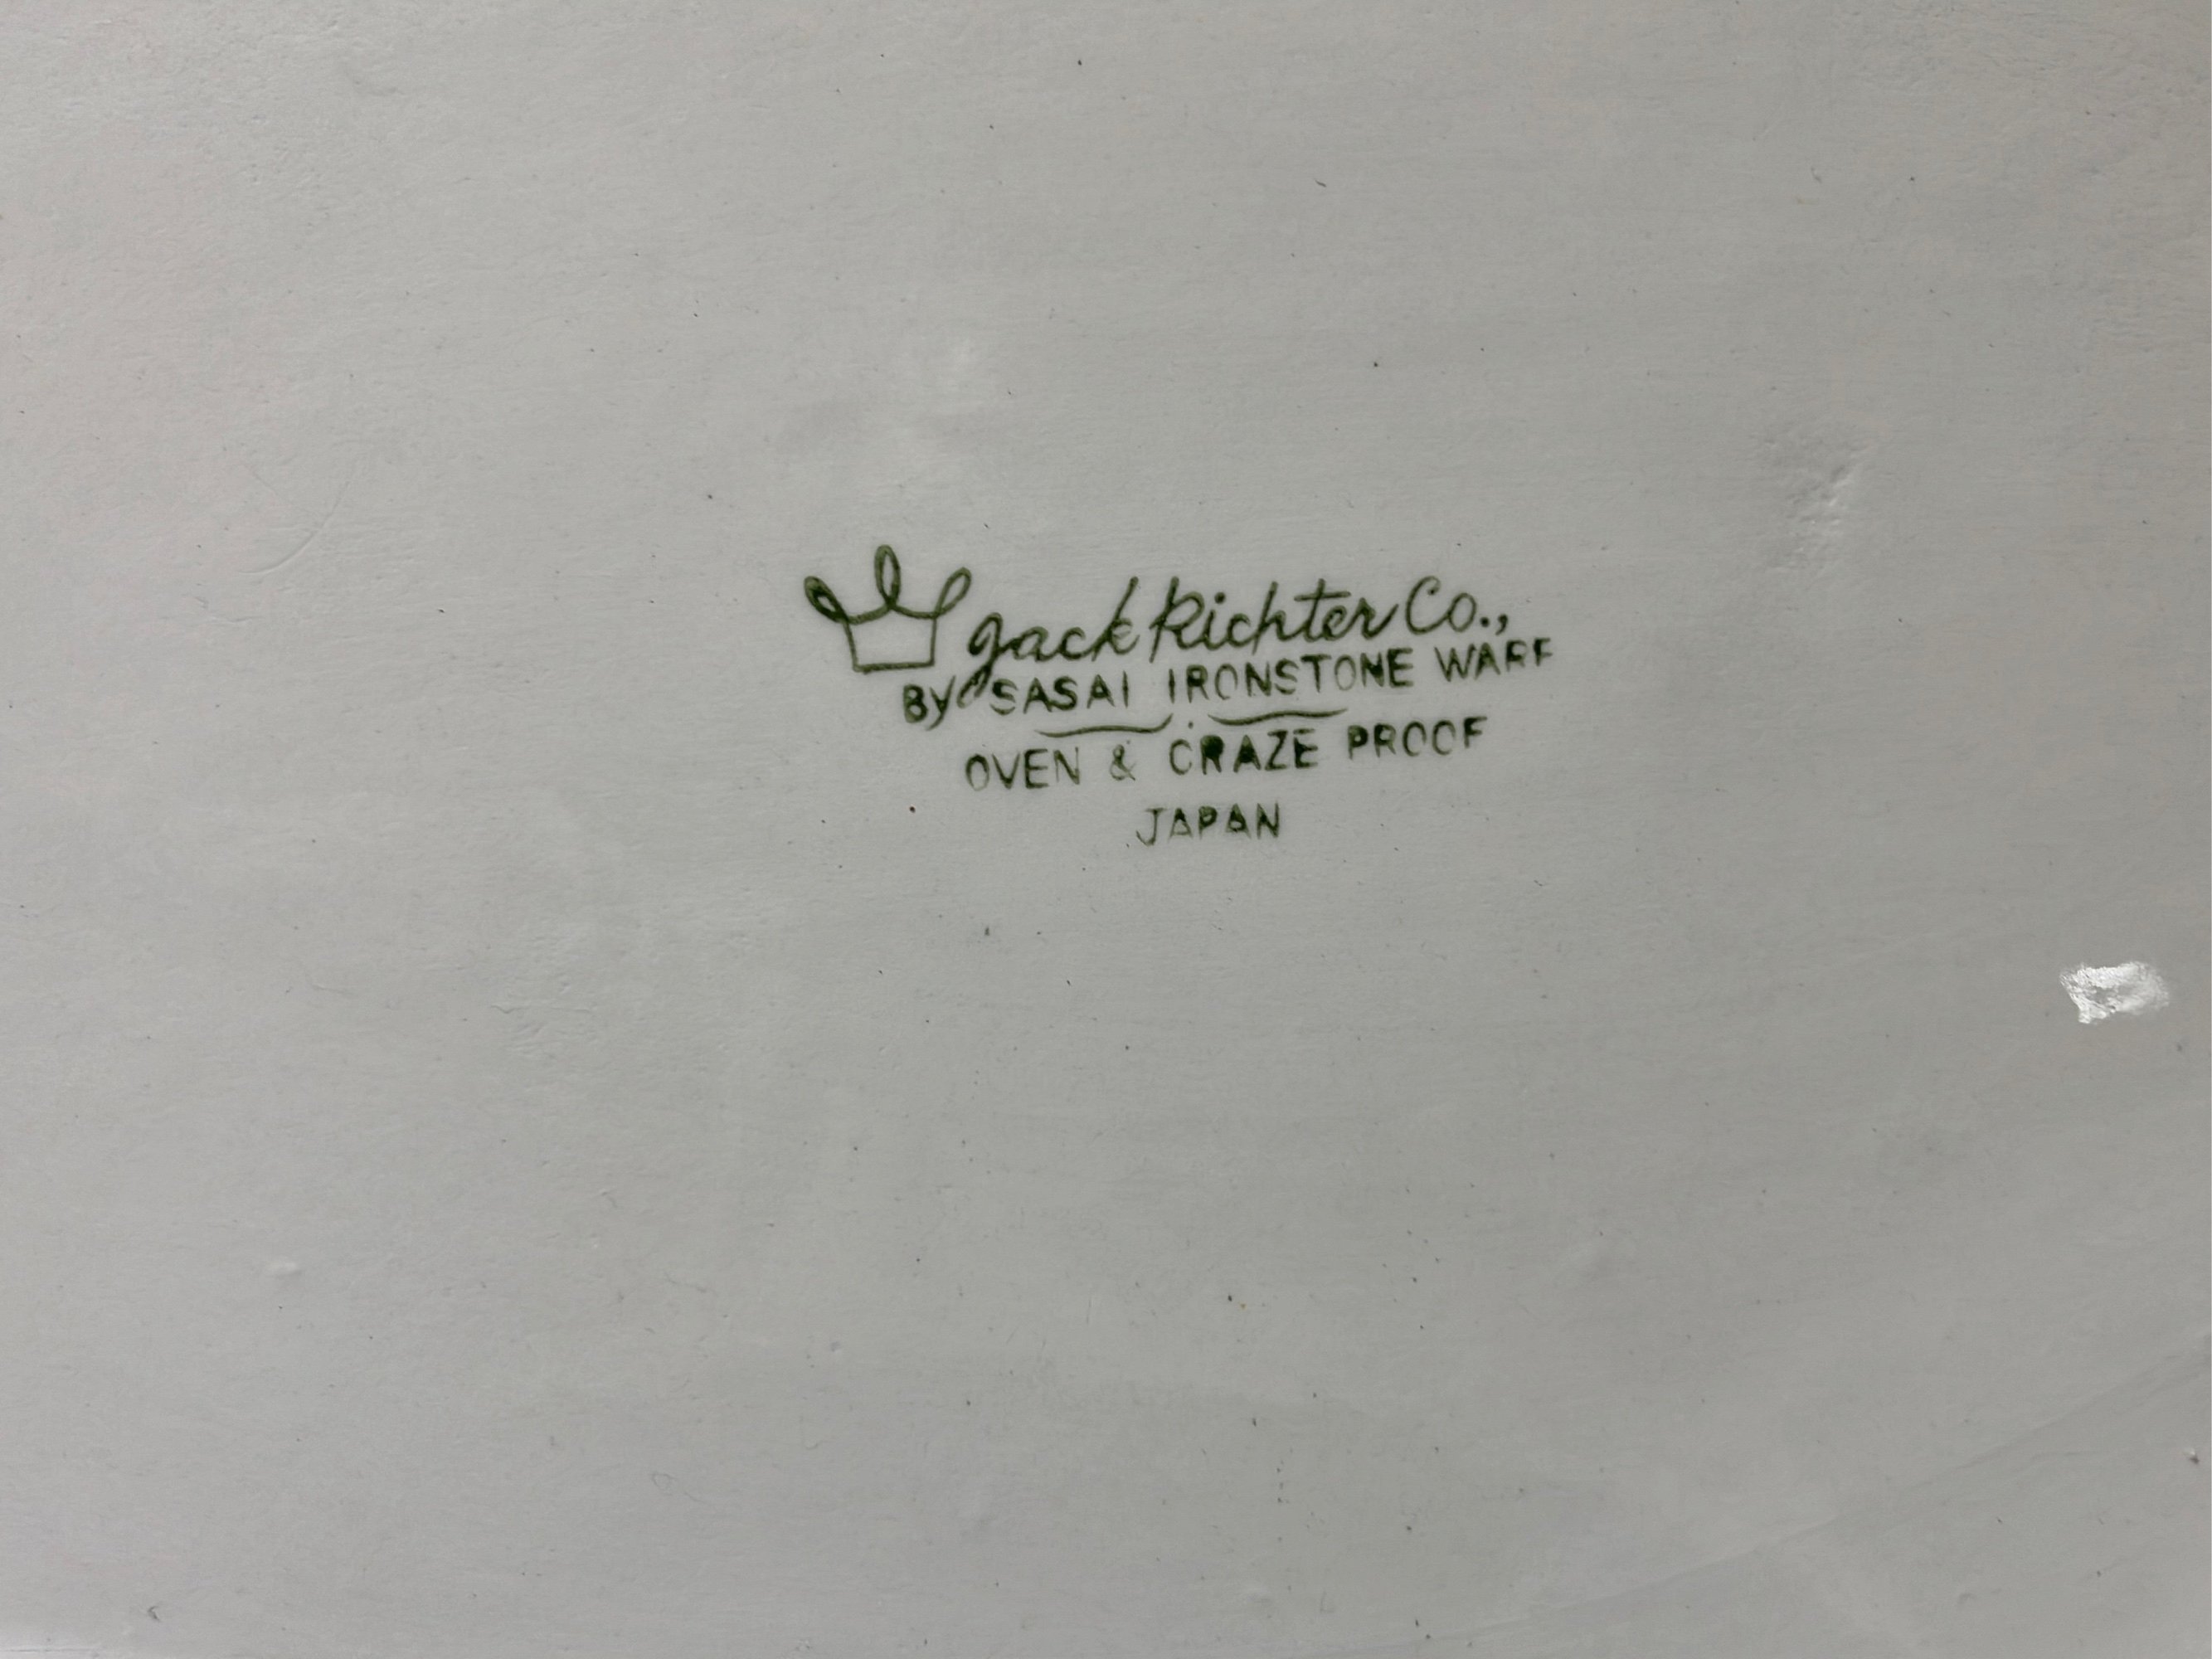 Jack Richter Co.,
BY SASAI IRONSTONE WARE
OVEN & CRAZE PROOF
JAPAN